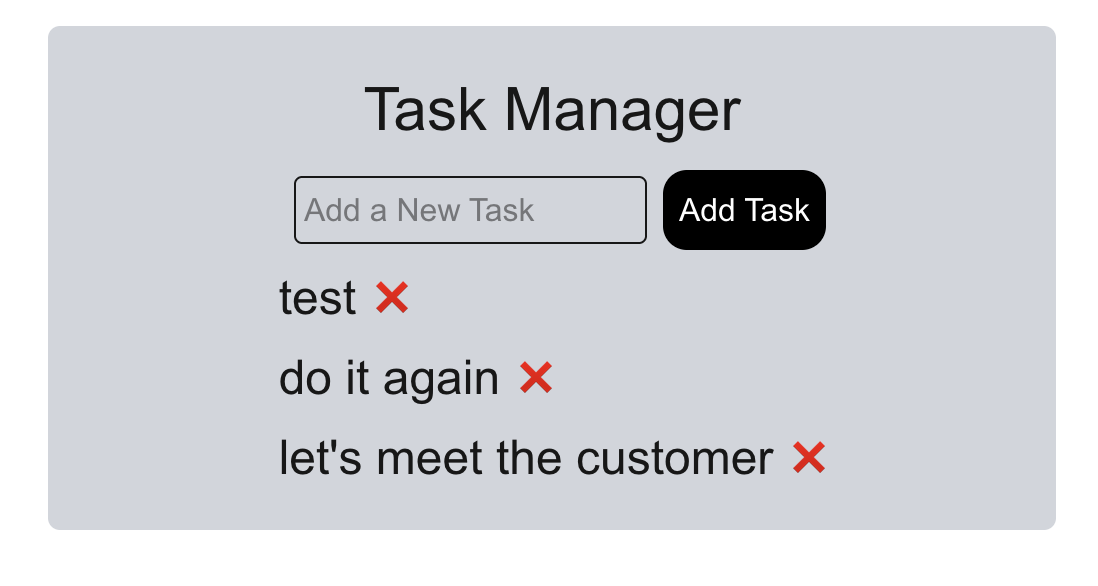 Task Manager
Add a New Task Add Task
test ❌
do it again ❌
let's meet the customer ❌